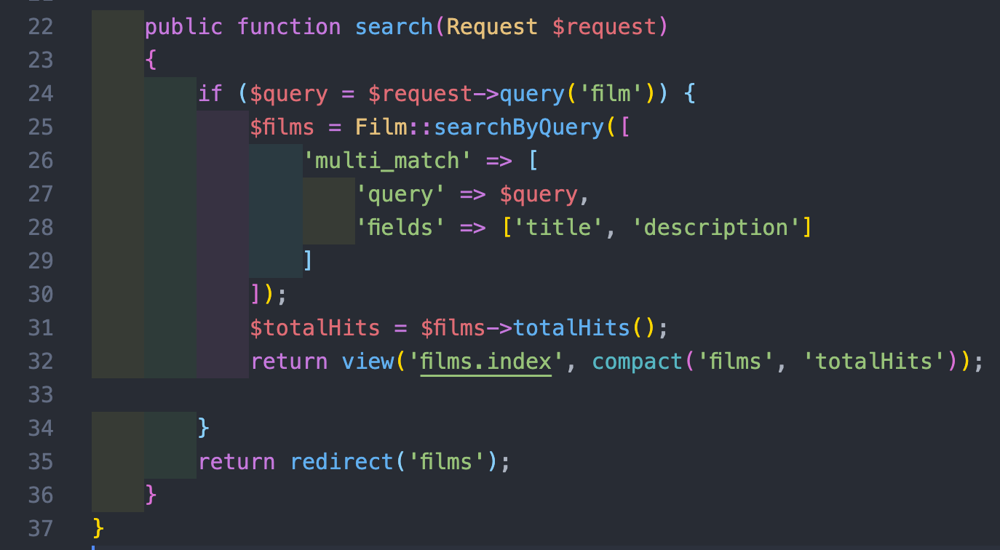 22 public function search(Request $request)
23 {
24 if ($query = $request->query('film')) {
25 $films = Film::searchByQuery([
26 'multi_match' => [
27 'query' => $query,
28 'fields' => ['title', 'description']
29 ]
30 ]);
31 $totalHits = $films->totalHits();
32 return view('films.index', compact('films', 'totalHits'));
33
34 }
35 return redirect('films');
36 }
37 }